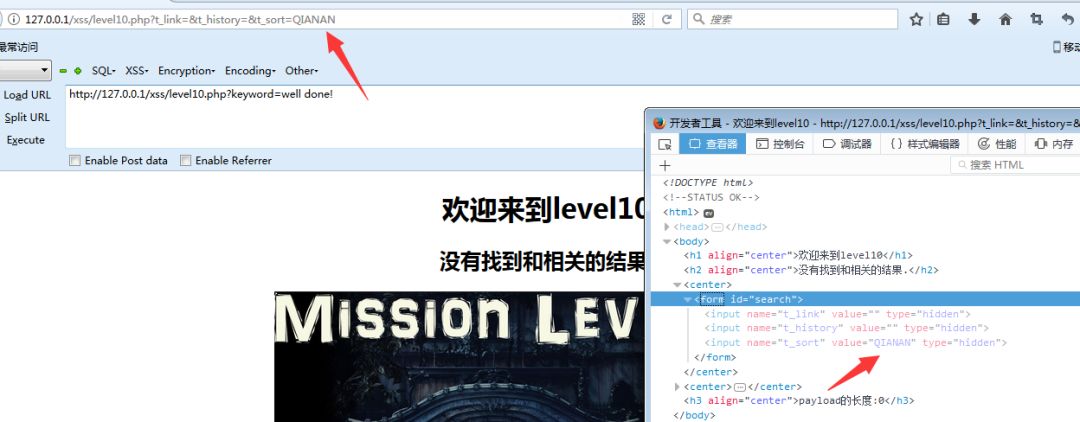 127.0.0.1/xss/level10.php?t_link=&t_history=&t_sort=QIANAN
搜索
最常访问
移动
SQL- XSS- Encryption- Encoding- Other-
Load URL
http://127.0.0.1/xss/level10.php?keyword=well done!
Split URL
Execute
Enable Post data Enable Referrer
欢迎来到level10
没有找到和相关的结果
MISSION LEV
开发者工具 - 欢迎来到level10 - http://127.0.0.1/xss/level10.php?t_link=&t_history=&
查看器 控制台 调试器 { } 样式编辑器 性能 内存
+
搜索 HTML
<!DOCTYPE html>
<!--STATUS OK-->
<html> ev
<head>…</head>
<body>
<h1 align="center">欢迎来到level10</h1>
<h2 align="center">没有找到和相关的结果.</h2>
<center>
<form id="search">
<input name="t_link" value="" type="hidden">
<input name="t_history" value="" type="hidden">
<input name="t_sort" value="QIANAN" type="hidden">
</form>
</center>
<center>…</center>
<h3 align="center">payload的长度:0</h3>
</body>